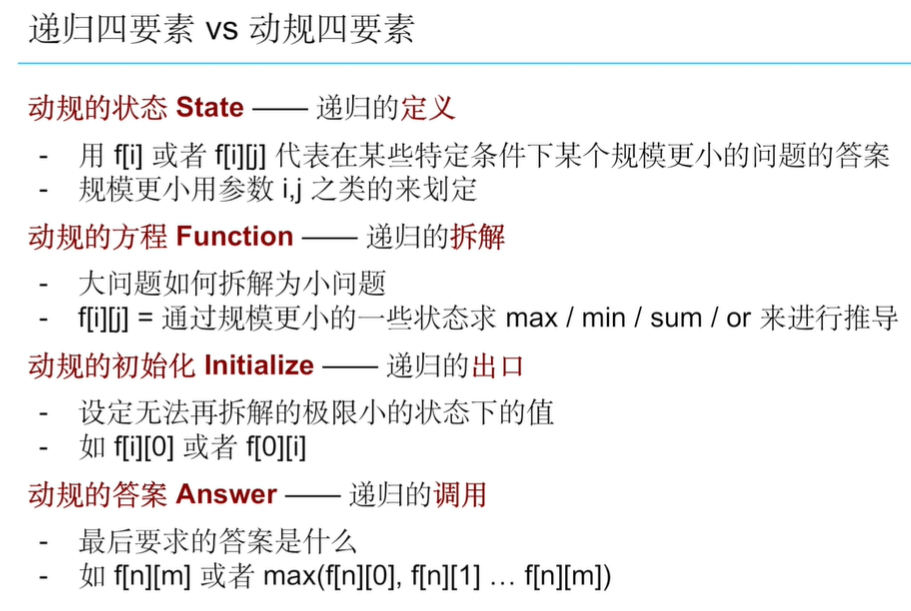 递归四要素 vs 动规四要素
动规的状态 State —— 递归的定义
- 用 f[i] 或者 f[i][j] 代表在某些特定条件下某个规模更小的问题的答案
- 规模更小用参数 i,j 之类的来划定
动规的方程 Function —— 递归的拆解
- 大问题如何拆解为小问题
- f[i][j] = 通过规模更小的一些状态求 max / min / sum / or 来进行推导
动规的初始化 Initialize —— 递归的出口
- 设定无法再拆解的极限小的状态下的值
- 如 f[i][0] 或者 f[0][i]
动规的答案 Answer —— 递归的调用
- 最后要求的答案是什么
- 如 f[n][m] 或者 max(f[n][0], f[n][1] … f[n][m])